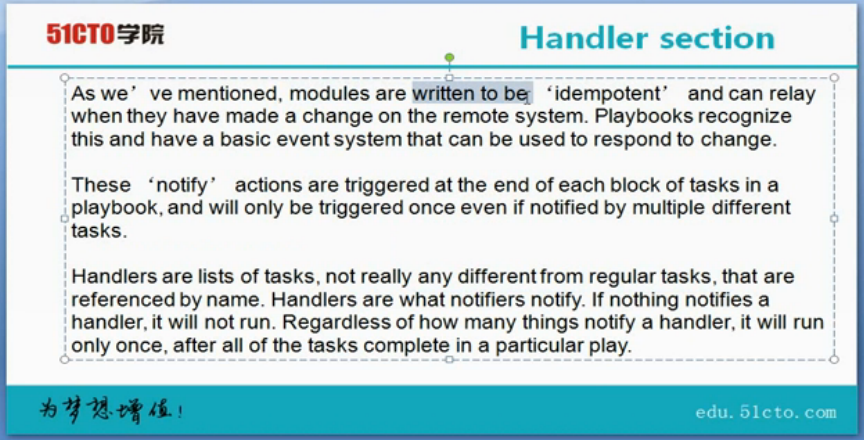 51CTO学院
Handler section
As we’ve mentioned, modules are written to be ‘idempotent’ and can relay
when they have made a change on the remote system. Playbooks recognize
this and have a basic event system that can be used to respond to change.
These ‘notify’ actions are triggered at the end of each block of tasks in a
playbook, and will only be triggered once even if notified by multiple different
tasks.
Handlers are lists of tasks, not really any different from regular tasks, that are
referenced by name. Handlers are what notifiers notify. If nothing notifies a
handler, it will not run. Regardless of how many things notify a handler, it will run
only once, after all of the tasks complete in a particular play.
为梦想增值!
edu.51cto.com